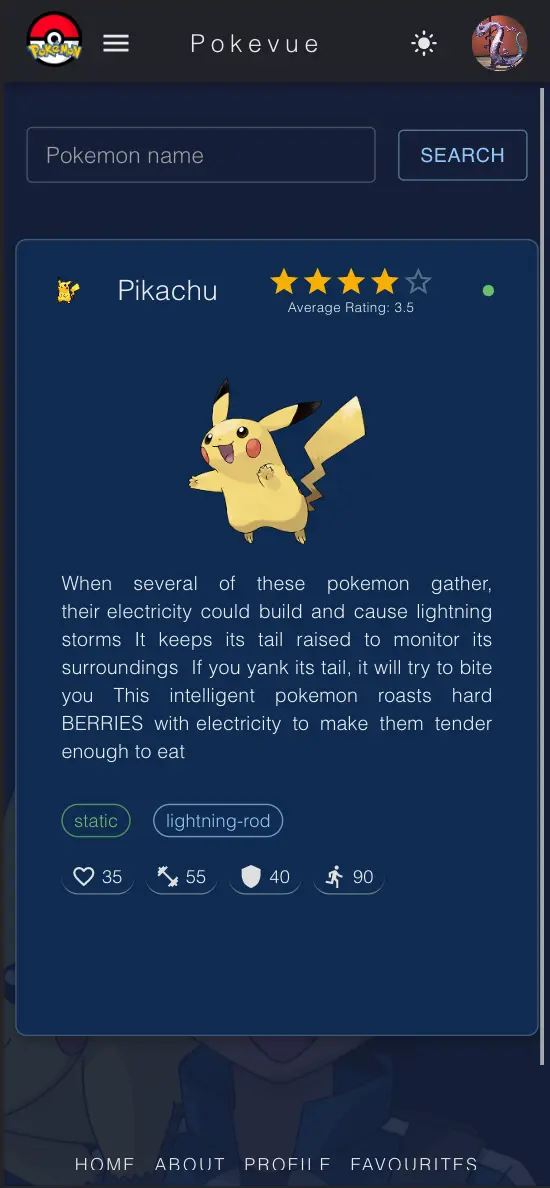 POKéMON
Pokevue
Pokemon name
SEARCH
Pikachu
Average Rating: 3.5
When several of these pokemon gather,
their electricity could build and cause lightning
storms It keeps its tail raised to monitor its
surroundings If you yank its tail, it will try to bite
you This intelligent pokemon roasts hard
BERRIES with electricity to make them tender
enough to eat
static
lightning-rod
35
55
40
90
HOME ABOUT PROFILE FAVOURITES